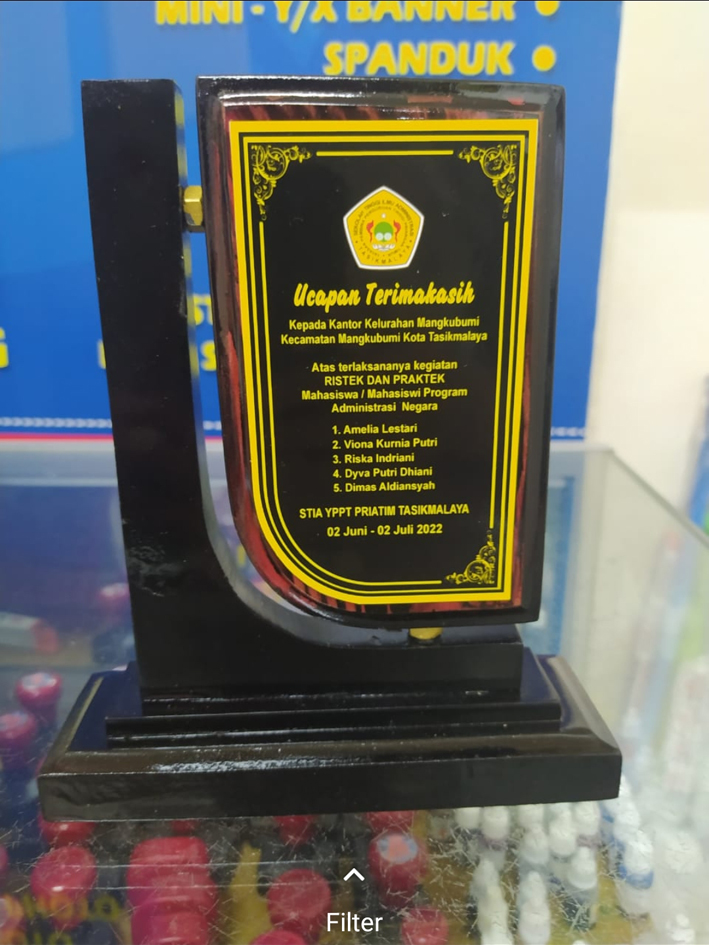 MINI - Y/X BANNER
SPANDUK
Ucapan Terimakasih
Kepada Kantor Kelurahan Mangkubumi
Kecamatan Mangkubumi Kota Tasikmalaya
Atas terlaksananya kegiatan
RISTEK DAN PRAKTEK
Mahasiswa / Mahasiswi Program
Administrasi Negara
1. Amelia Lestari
2. Viona Kurnia Putri
3. Riska Indriani
4. Dyva Putri Dhiani
5. Dimas Aldiansyah
STIA YPPT PRIATIM TASIKMALAYA
02 Juni - 02 Juli 2022
Filter